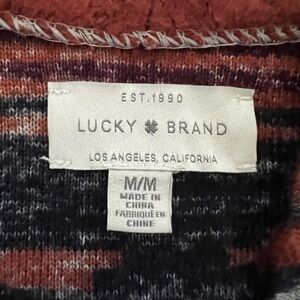 EST.1990
LUCKY BRAND
LOS ANGELES, CALIFORNIA
M/M
MADE IN
CHINA
FABRIQUÉ EN
CHINE